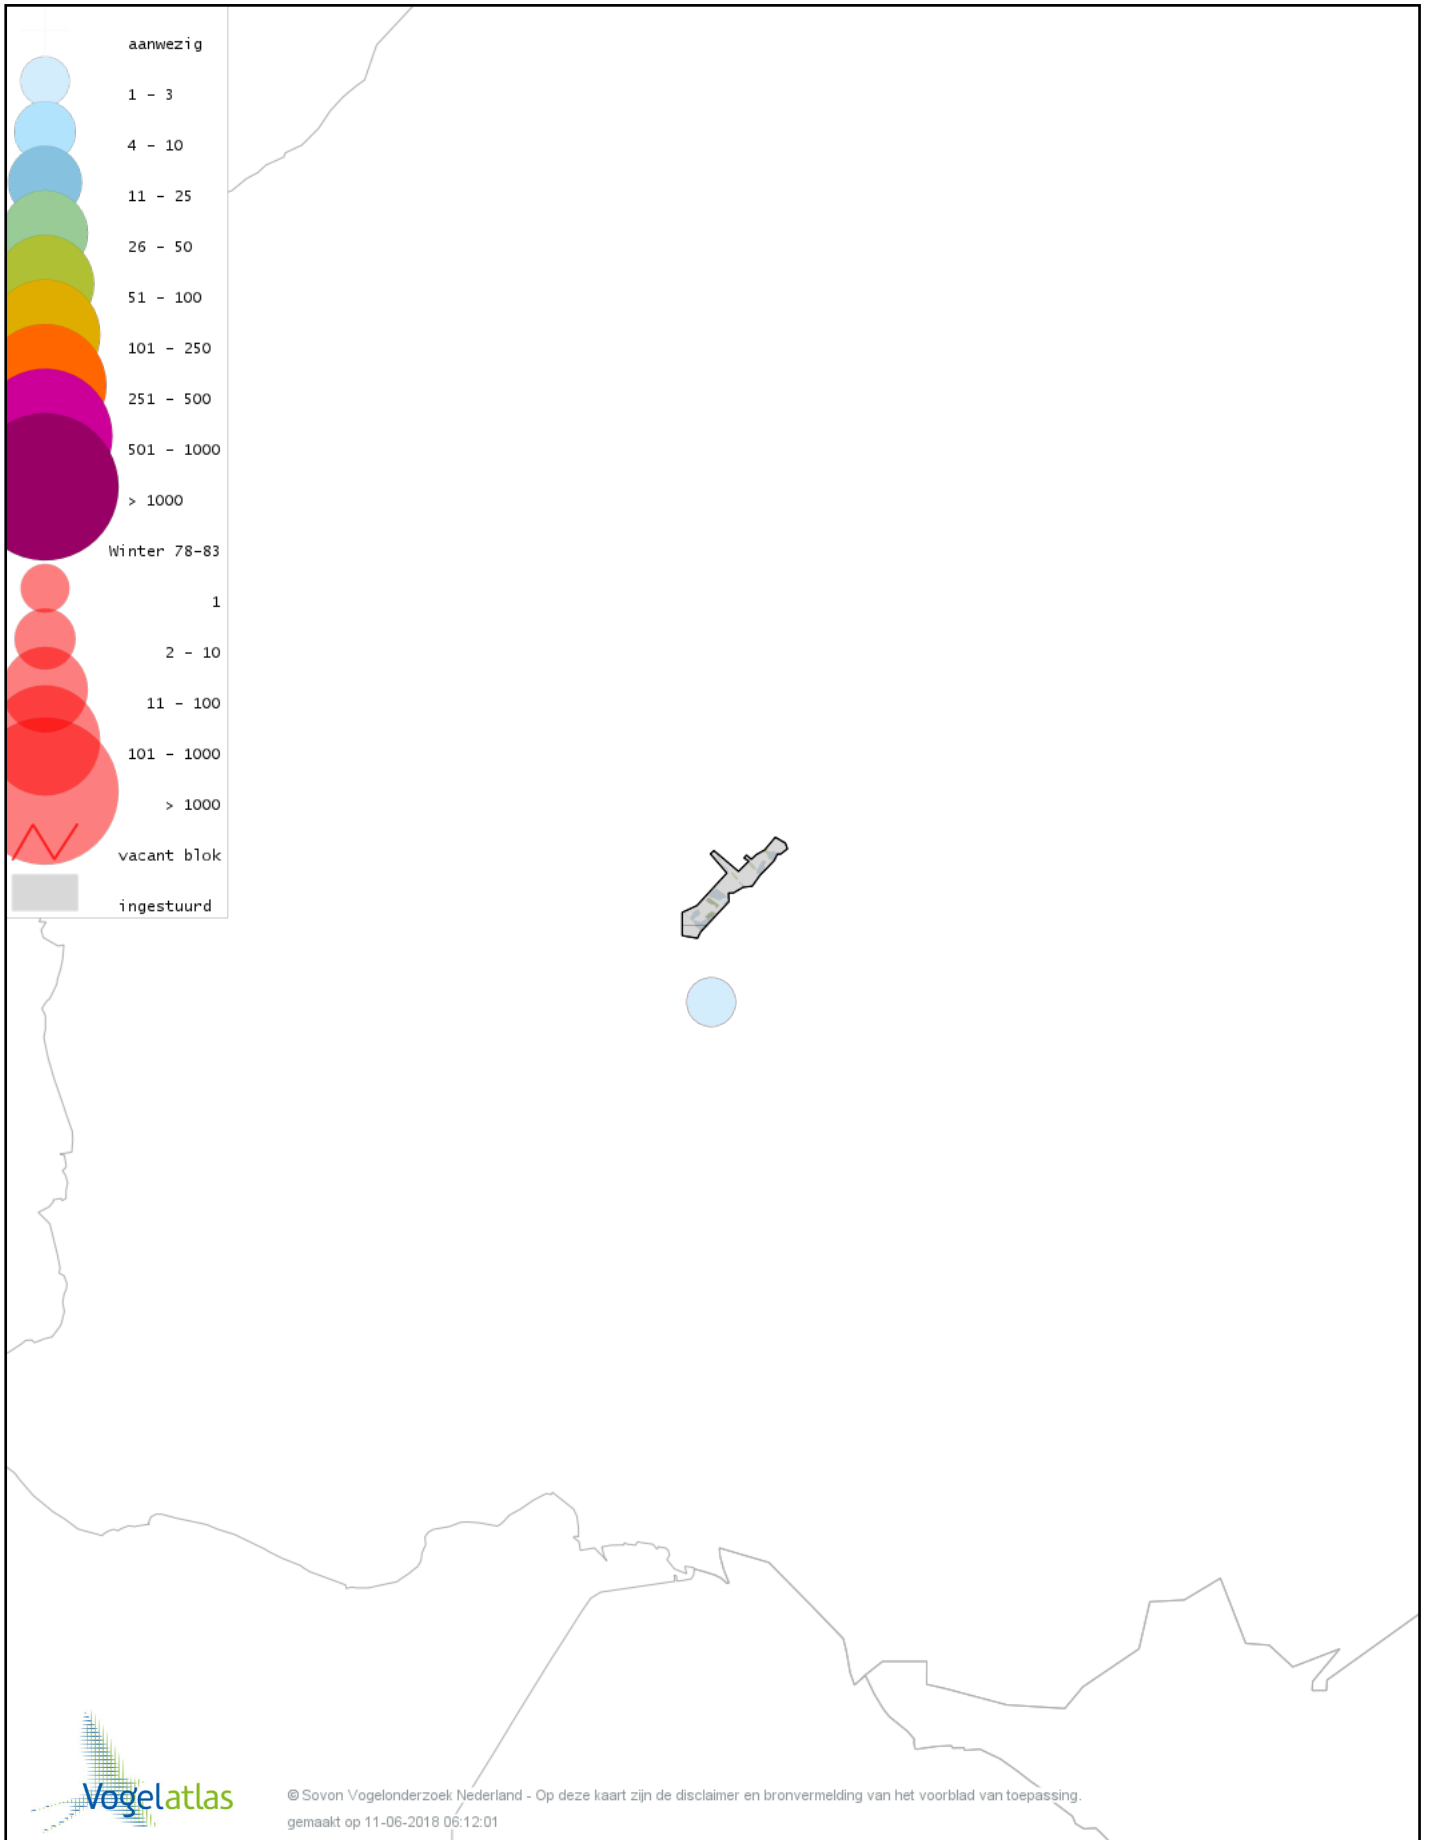 aanwezig
1 - 3
4 - 10
11 - 25
26 - 50
51 - 100
101 - 250
251 - 500
501 - 1000
> 1000
Winter 78-83
1
2 - 10
11 - 100
101 - 1000
> 1000
vacant blok
ingestuurd
Vogelatlas
© Sovon Vogelonderzoek Nederland - Op deze kaart zijn de disclaimer en bronvermelding van het voorblad van toepassing.
gemaakt op 11-06-2018 06:12:01